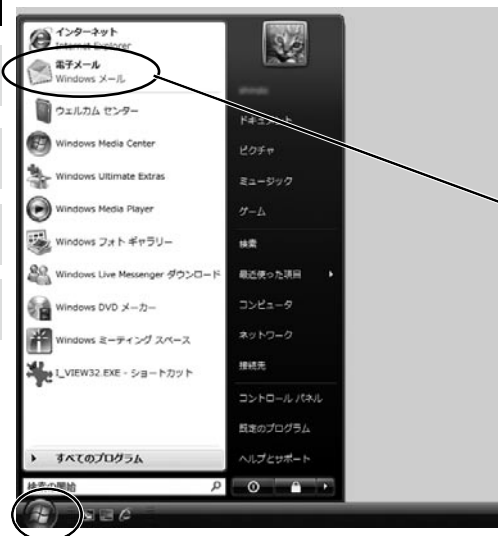 インターネット
Internet Explorer
電子メール
Windows メール
ウェルカム センター
Windows Media Center
Windows Ultimate Extras
Windows Media Player
Windows フォト ギャラリー
Windows Live Messenger ダウンロード
Windows DVD メーカー
Windows ミーティング スペース
I_VIEW32.EXE - ショートカット
すべてのプログラム
検索の開始
ドキュメント
ピクチャ
ミュージック
ゲーム
検索
最近使った項目
コンピュータ
ネットワーク
接続先
コントロール パネル
既定のプログラム
ヘルプとサポート